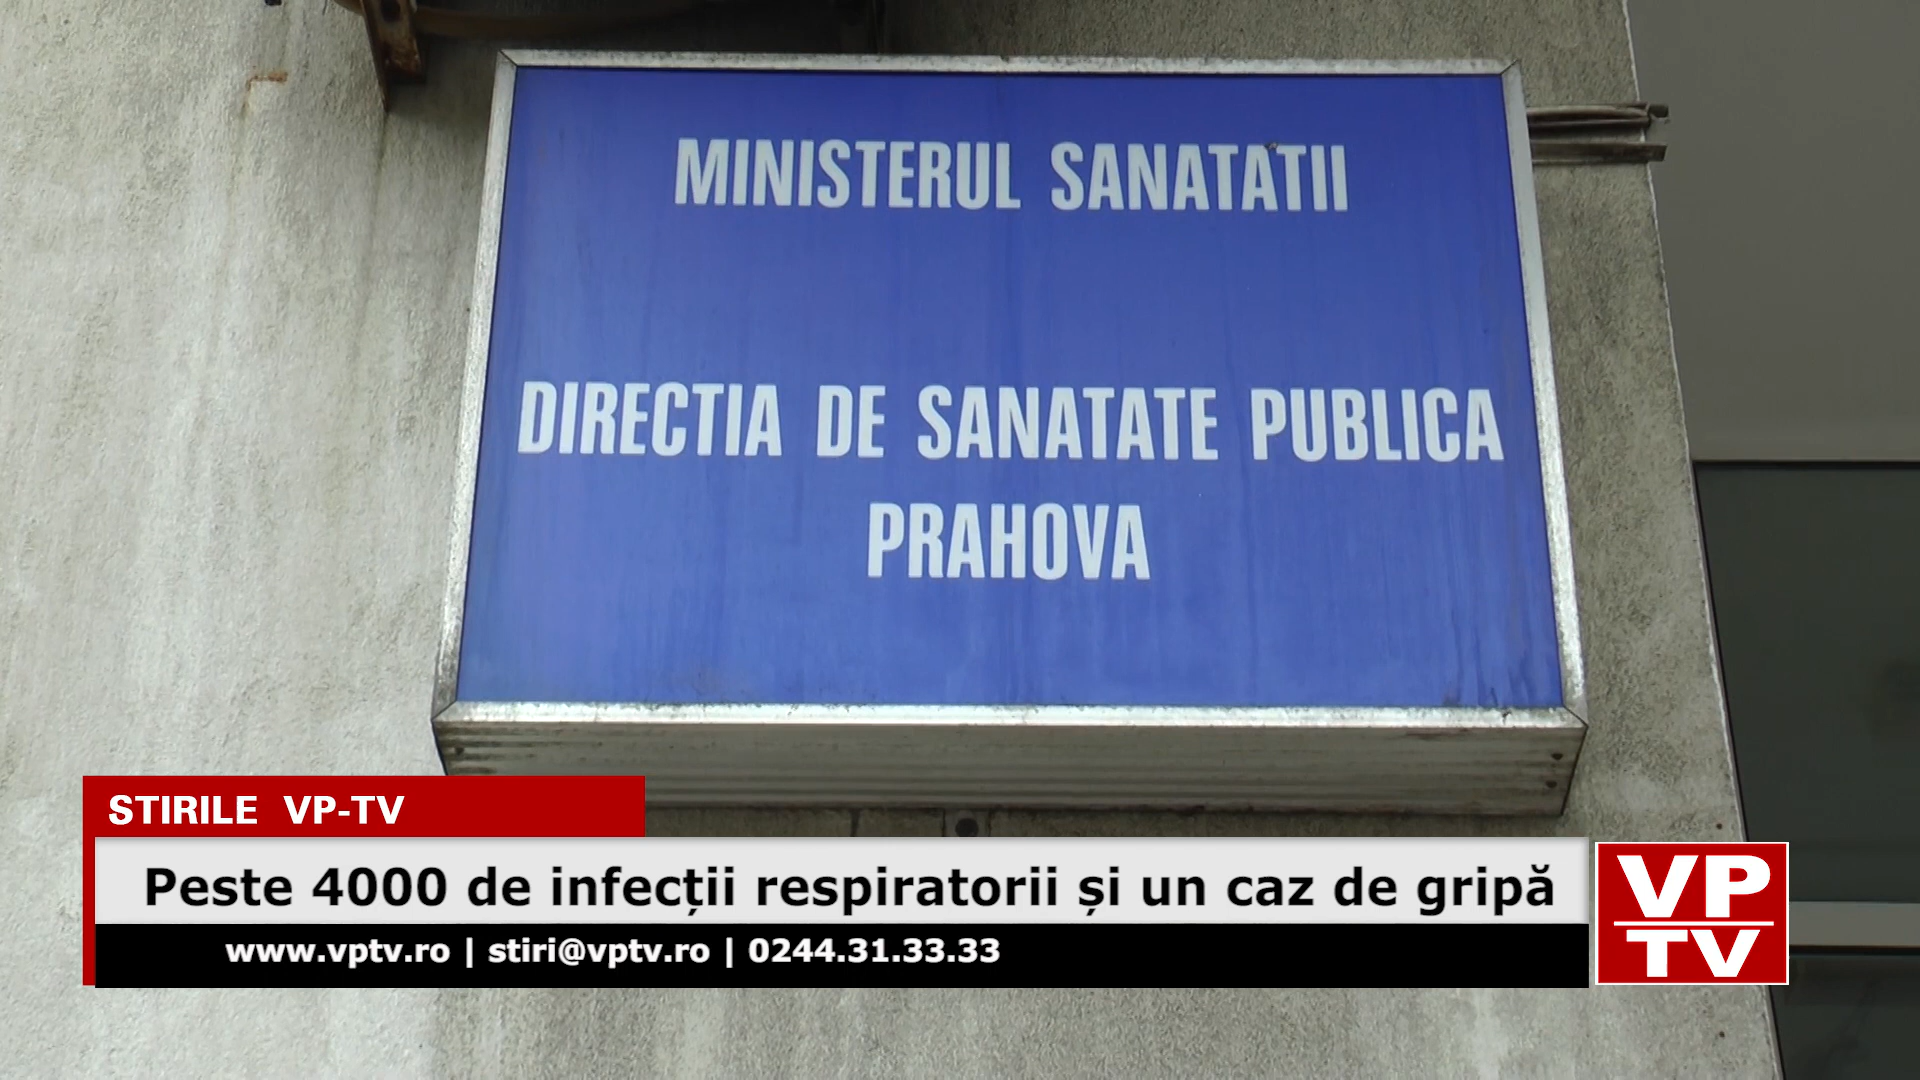 MINISTERUL SANATATII
DIRECTIA DE SANATATE PUBLICA
PRAHOVA
STIRILE VP-TV
Peste 4000 de infecții respiratorii și un caz de gripă
www.vptv.ro | stiri@vptv.ro | 0244.31.33.33
VP
TV